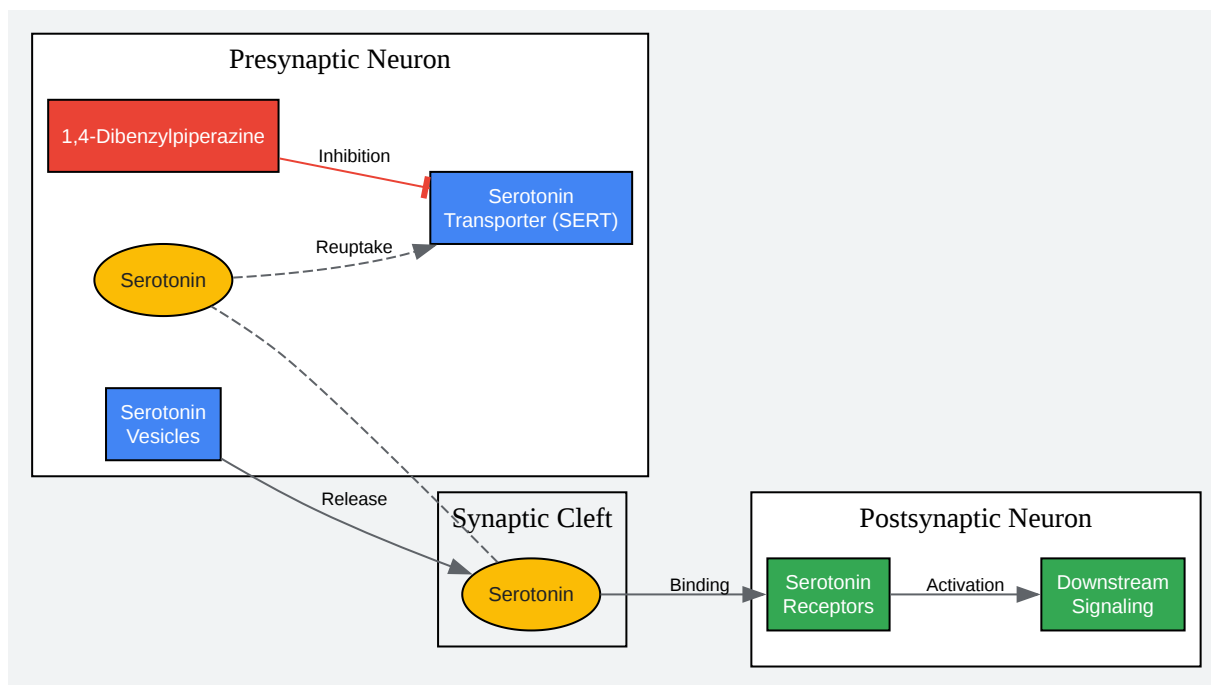 Presynaptic Neuron
1,4-Dibenzylpiperazine
Inhibition
Serotonin
Transporter (SERT)
Reuptake
Serotonin
Serotonin
Vesicles
Release
Synaptic Cleft
Serotonin
Binding
Postsynaptic Neuron
Serotonin
Receptors
Activation
Downstream
Signaling